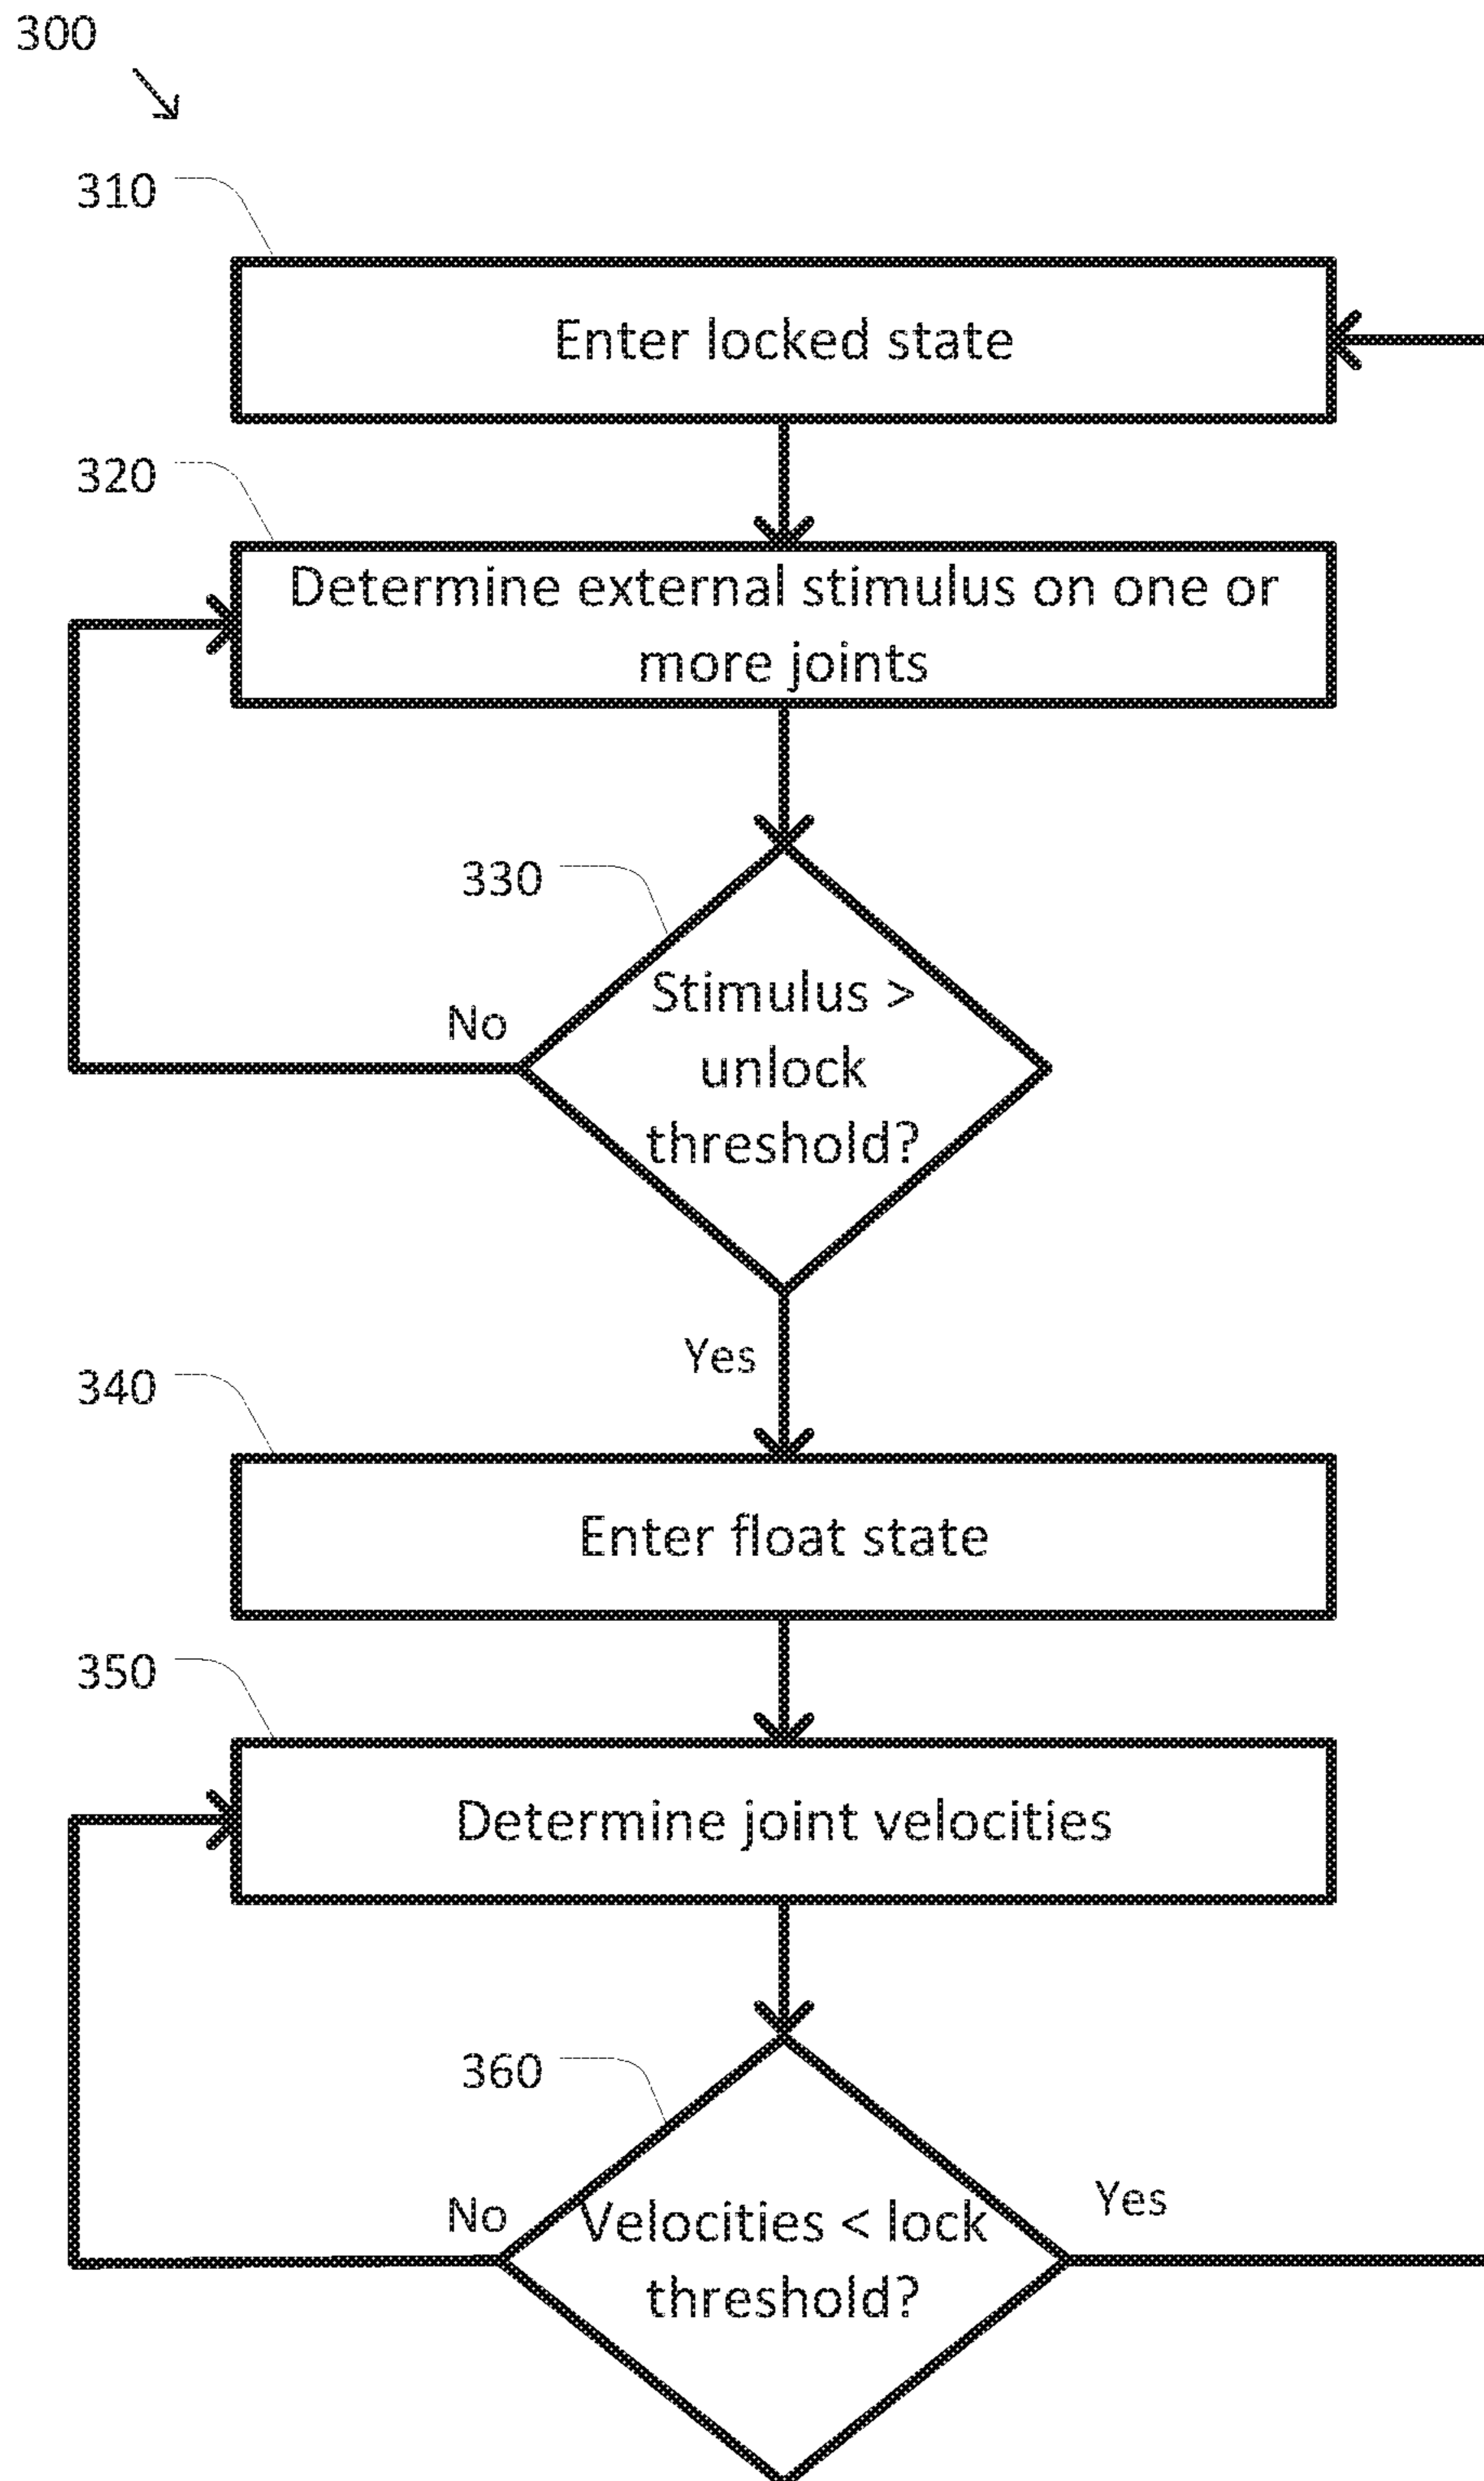 300
310
Enter locked state
320
Determine external stimulus on one or
more joints
330
Stimulus >
unlock
threshold?
No
Yes
340
Enter float state
350
Determine joint velocities
360
Velocities < lock
threshold?
No
Yes